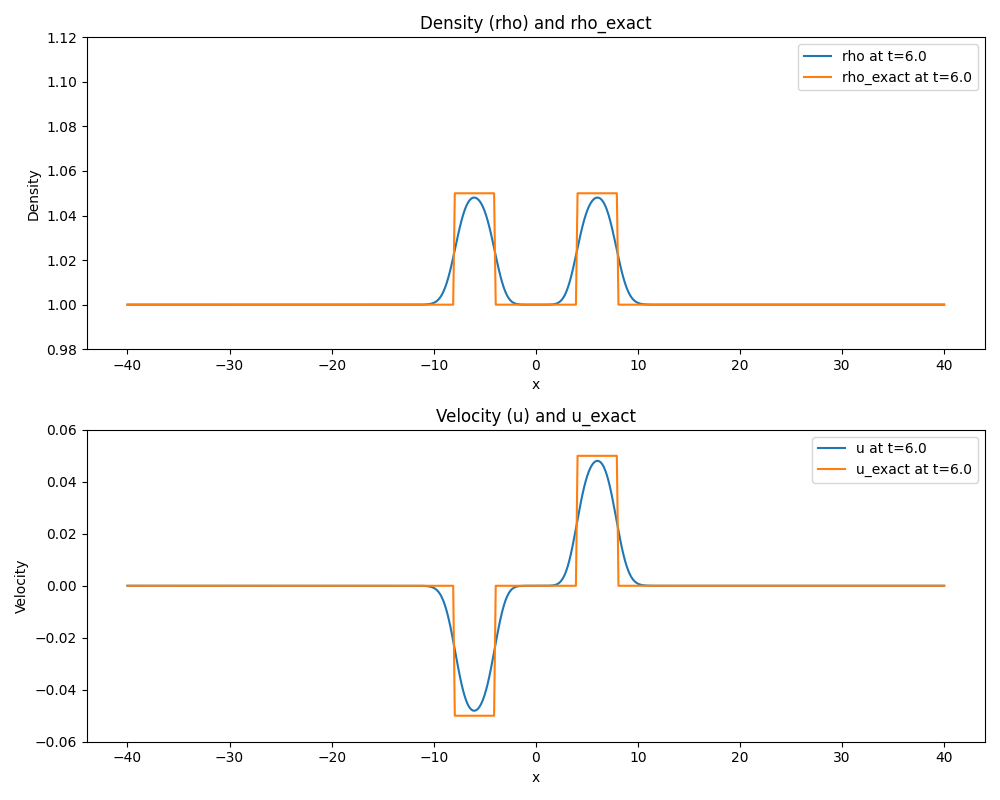 Density (rho) and rho_exact
1.12
1.10
1.08
1.06
1.04
1.02
1.00
0.98
Density
rho at t=6.0
rho_exact at t=6.0
−40 −30 −20 −10 0 10 20 30 40
x
Velocity (u) and u_exact
0.06
0.04
0.02
0.00
−0.02
−0.04
−0.06
Velocity
u at t=6.0
u_exact at t=6.0
−40 −30 −20 −10 0 10 20 30 40
x